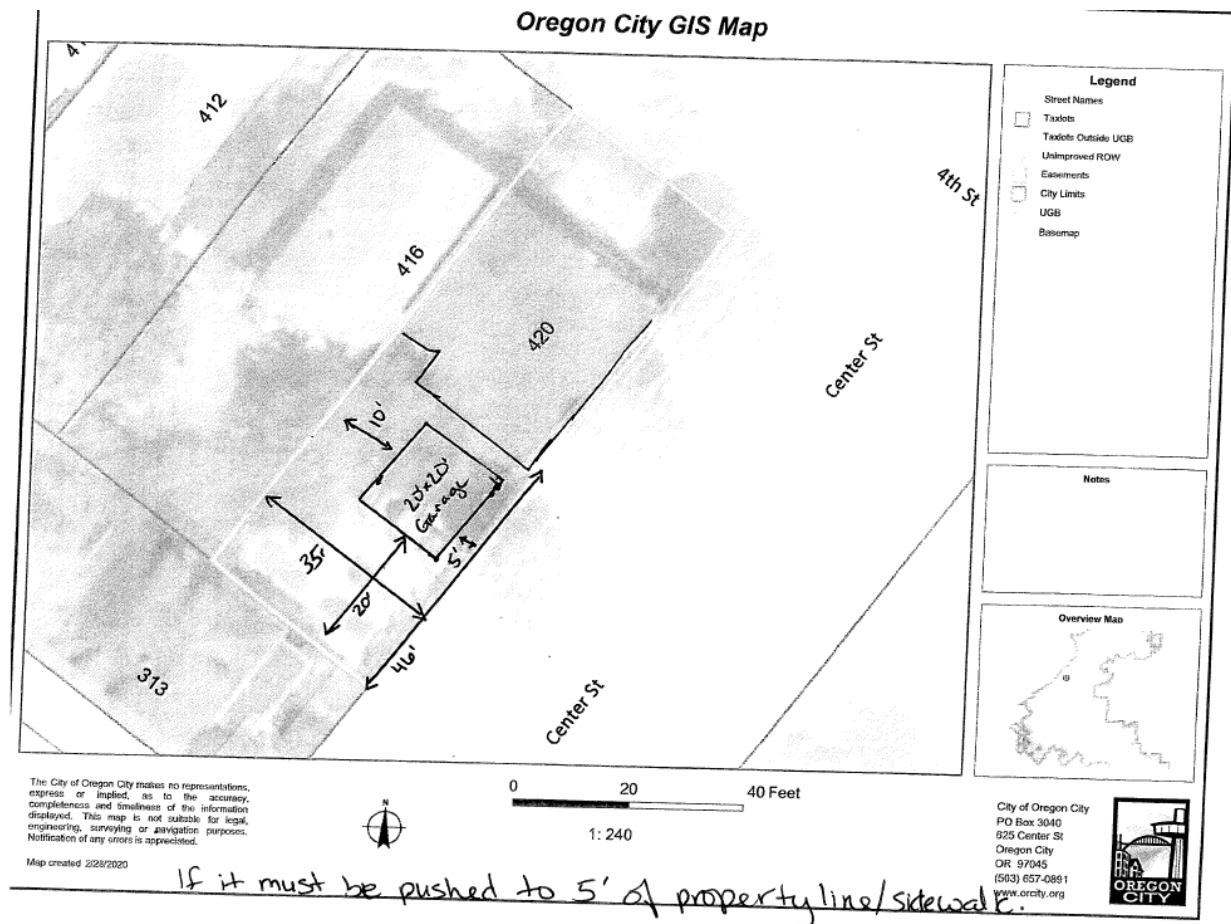 Oregon City GIS Map
412
416
420
313
4th St
Center St
Center St
10'
20'x20'
Garage
5'
35'
20'
46'
Legend
Street Names
Taxlots
Taxlots Outside UGB
Unimproved ROW
Easements
City Limits
UGB
Basemap
Notes
Overview Map
The City of Oregon City makes no representations,
express or implied, as to the accuracy,
completeness and timeliness of the information
displayed. This map is not suitable for legal,
engineering, surveying or navigation purposes.
Notification of any errors is appreciated.
Map created 2/28/2020
N
0 20 40 Feet
1: 240
City of Oregon City
PO Box 3040
625 Center St
Oregon City
OR 97045
(503) 657-0891
www.orcity.org
OREGON
CITY
If it must be pushed to 5' of property line/sidewalk.